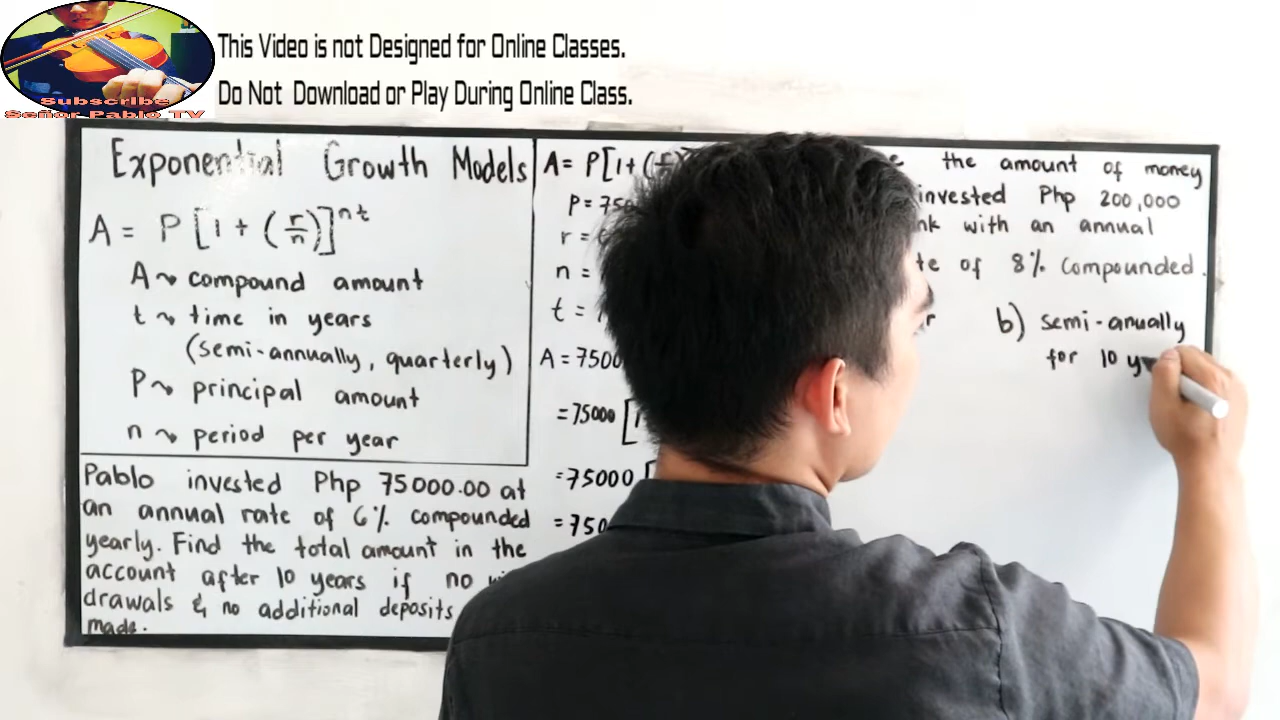 This Video is not Designed for Online Classes.
Do Not Download or Play During Online Class.
Subscribe
Señor Pablo TV
Exponential Growth Models
A = P [1 + (r/n)]^nt
A ~ compound amount
t ~ time in years
(semi-annually, quarterly)
P ~ principal amount
n ~ period per year
Pablo invested Php 75000.00 at
an annual rate of 6% compounded
yearly. Find the total amount in the
account after 10 years if no
drawals & no additional deposits
made.
A = P[1+(
P = 75
r =
n =
t =
A = 7500
= 75000 [
= 75000 [
= 750
the amount of money
invested Php 200,000
with an annual
of 8% compounded.
b) semi-anually
for 10 y